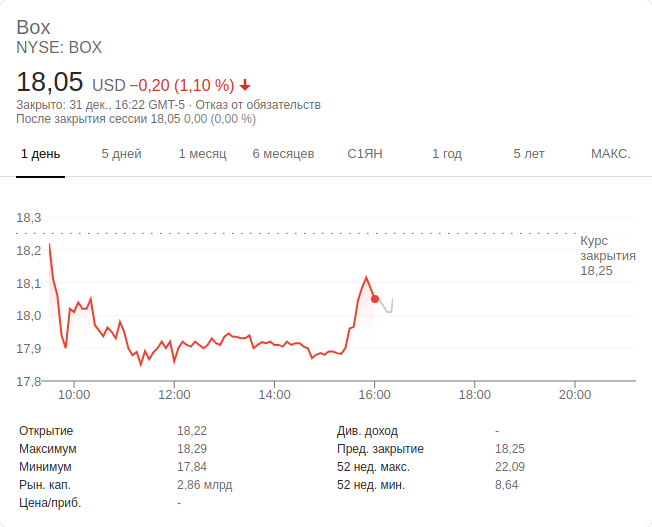 Box
NYSE: BOX
18,05 USD −0,20 (1,10 %)
Закрыто: 31 дек., 16:22 GMT-5 · Отказ от обязательств
После закрытия сессии 18,05 0,00 (0,00 %)
1 день 5 дней 1 месяц 6 месяцев С1ЯН 1 год 5 лет МАКС.
18,3
Курс
закрытия
18,25
18,2
18,1
18,0
17,9
17,8
10:00 12:00 14:00 16:00 18:00 20:00
Открытие 18,22 Див. доход -
Максимум 18,29 Пред. закрытие 18,25
Минимум 17,84 52 нед. макс. 22,09
Рын. кап. 2,86 млрд 52 нед. мин. 8,64
Цена/приб. -